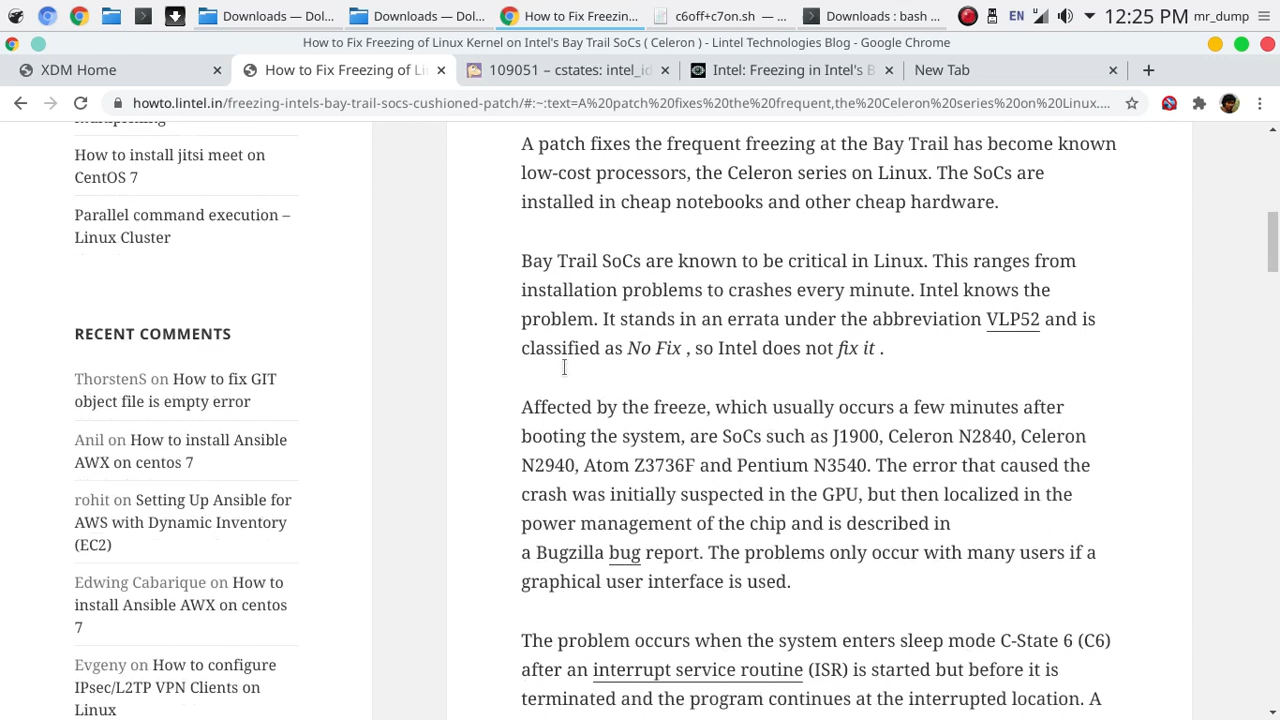 Downloads — Dol...
Downloads — Dol...
How to Fix Freezing...
c6off+c7on.sh — ...
Downloads : bash ...
EN
12:25 PM
mr_dump
How to Fix Freezing of Linux Kernel on Intel's Bay Trail SoCs ( Celeron ) - Lintel Technologies Blog - Google Chrome
XDM Home
How to Fix Freezing of Li
109051 – cstates: intel_id
Intel: Freezing in Intel's B
New Tab
howto.lintel.in/freezing-intels-bay-trail-socs-cushioned-patch/#:~:text=A%20patch%20fixes%20the%20frequent,the%20Celeron%20series%20on%20Linux....
How to install jitsi meet on
CentOS 7
Parallel command execution –
Linux Cluster
RECENT COMMENTS
ThorstenS on How to fix GIT
object file is empty error
Anil on How to install Ansible
AWX on centos 7
rohit on Setting Up Ansible for
AWS with Dynamic Inventory
(EC2)
Edwing Cabarique on How to
install Ansible AWX on centos
7
Evgeny on How to configure
IPsec/L2TP VPN Clients on
Linux
A patch fixes the frequent freezing at the Bay Trail has become known
low-cost processors, the Celeron series on Linux. The SoCs are
installed in cheap notebooks and other cheap hardware.
Bay Trail SoCs are known to be critical in Linux. This ranges from
installation problems to crashes every minute. Intel knows the
problem. It stands in an errata under the abbreviation VLP52 and is
classified as No Fix , so Intel does not fix it .
Affected by the freeze, which usually occurs a few minutes after
booting the system, are SoCs such as J1900, Celeron N2840, Celeron
N2940, Atom Z3736F and Pentium N3540. The error that caused the
crash was initially suspected in the GPU, but then localized in the
power management of the chip and is described in
a Bugzilla bug report. The problems only occur with many users if a
graphical user interface is used.
The problem occurs when the system enters sleep mode C-State 6 (C6)
after an interrupt service routine (ISR) is started but before it is
terminated and the program continues at the interrupted location. A